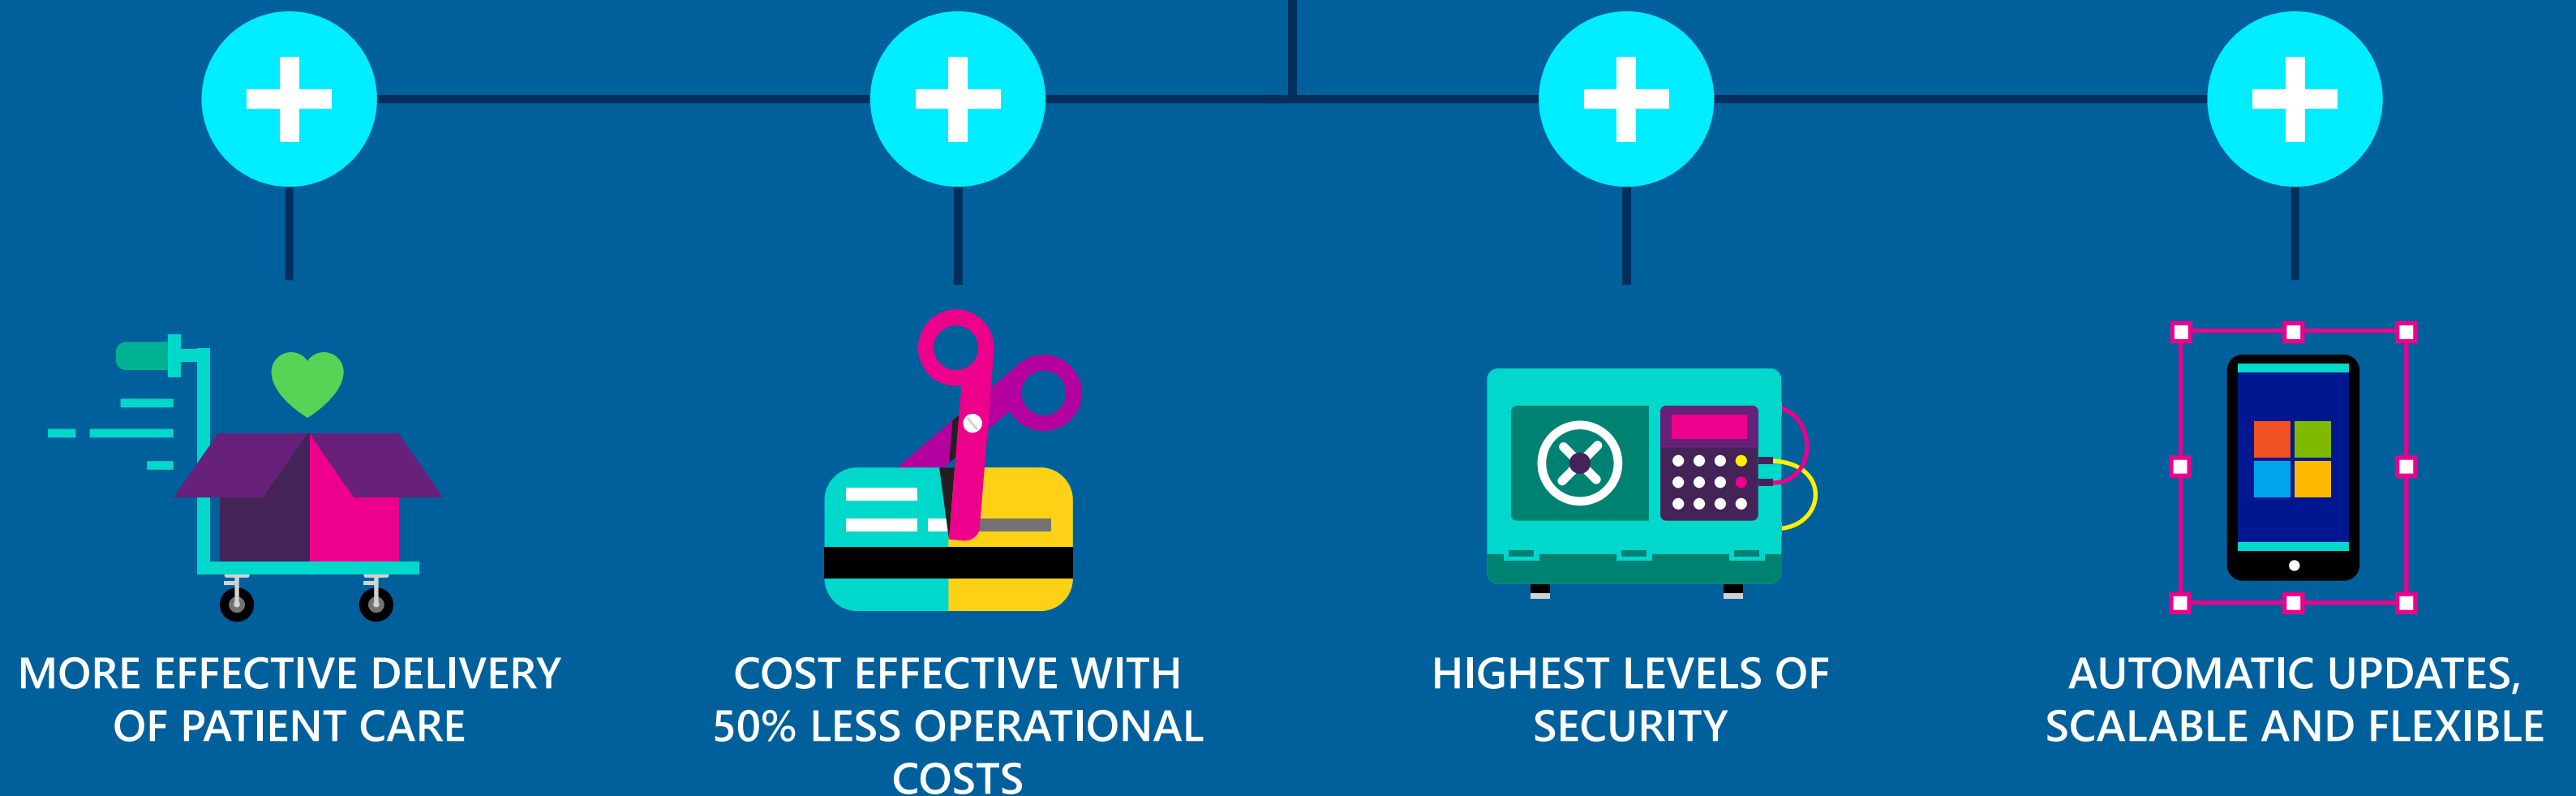 MORE EFFECTIVE DELIVERY
OF PATIENT CARE
COST EFFECTIVE WITH
50% LESS OPERATIONAL
COSTS
HIGHEST LEVELS OF
SECURITY
AUTOMATIC UPDATES,
SCALABLE AND FLEXIBLE